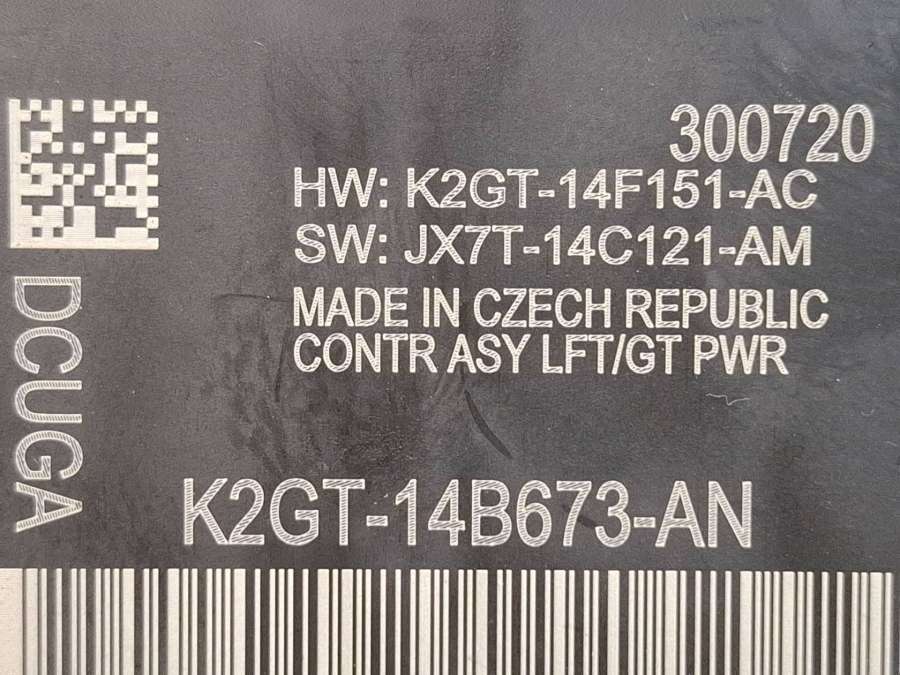 300720
HW: K2GT-14F151-AC
SW: JX7T-14C121-AM
MADE IN CZECH REPUBLIC
CONTR ASY LFT/GT PWR
DCUGA
K2GT-14B673-AN